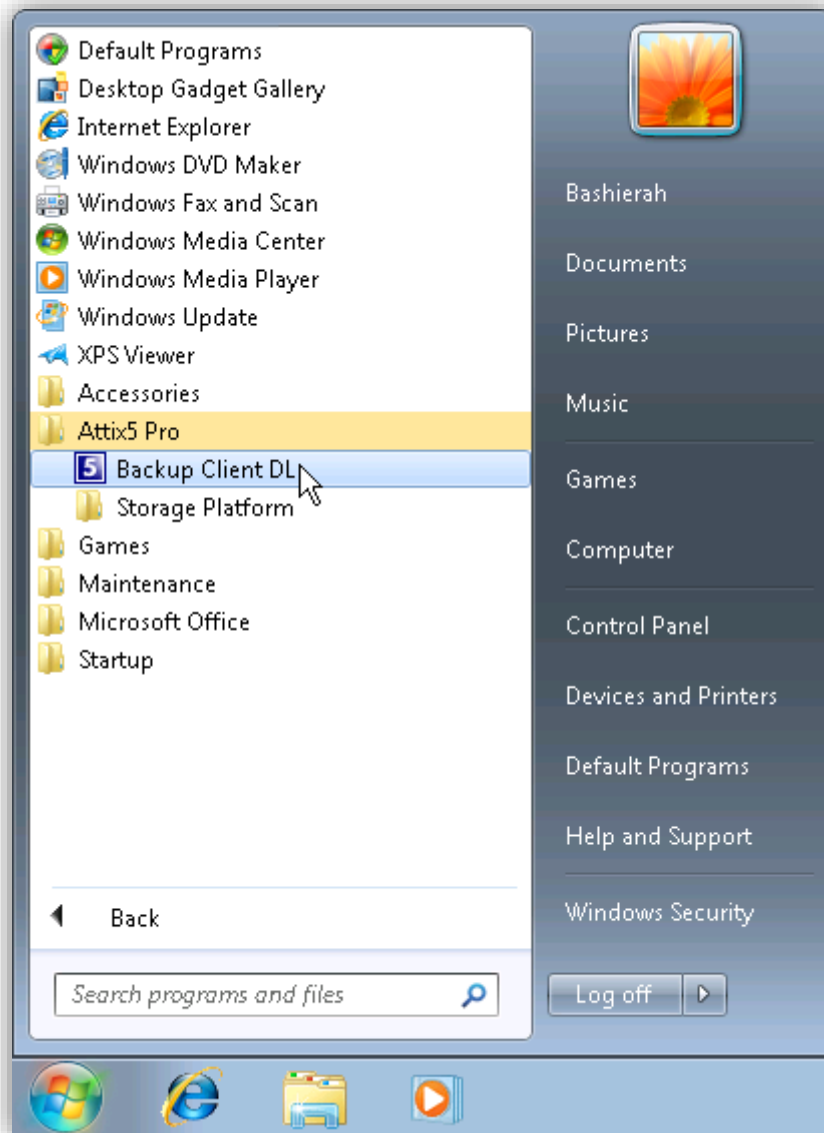 Default Programs
Desktop Gadget Gallery
Internet Explorer
Windows DVD Maker
Windows Fax and Scan
Windows Media Center
Windows Media Player
Windows Update
XPS Viewer
Accessories
Attix5 Pro
5 Backup Client DL
Storage Platform
Games
Maintenance
Microsoft Office
Startup
Back
Search programs and files
Bashierah
Documents
Pictures
Music
Games
Computer
Control Panel
Devices and Printers
Default Programs
Help and Support
Windows Security
Log off